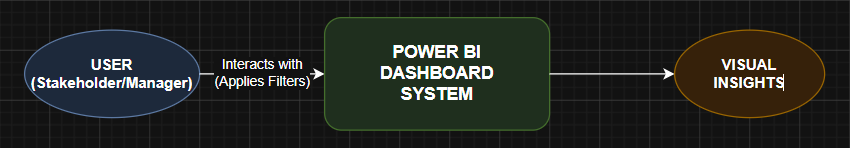 USER
(Stakeholder/Manager)
Interacts with
(Applies Filters)
POWER BI
DASHBOARD
SYSTEM
VISUAL
INSIGHTS